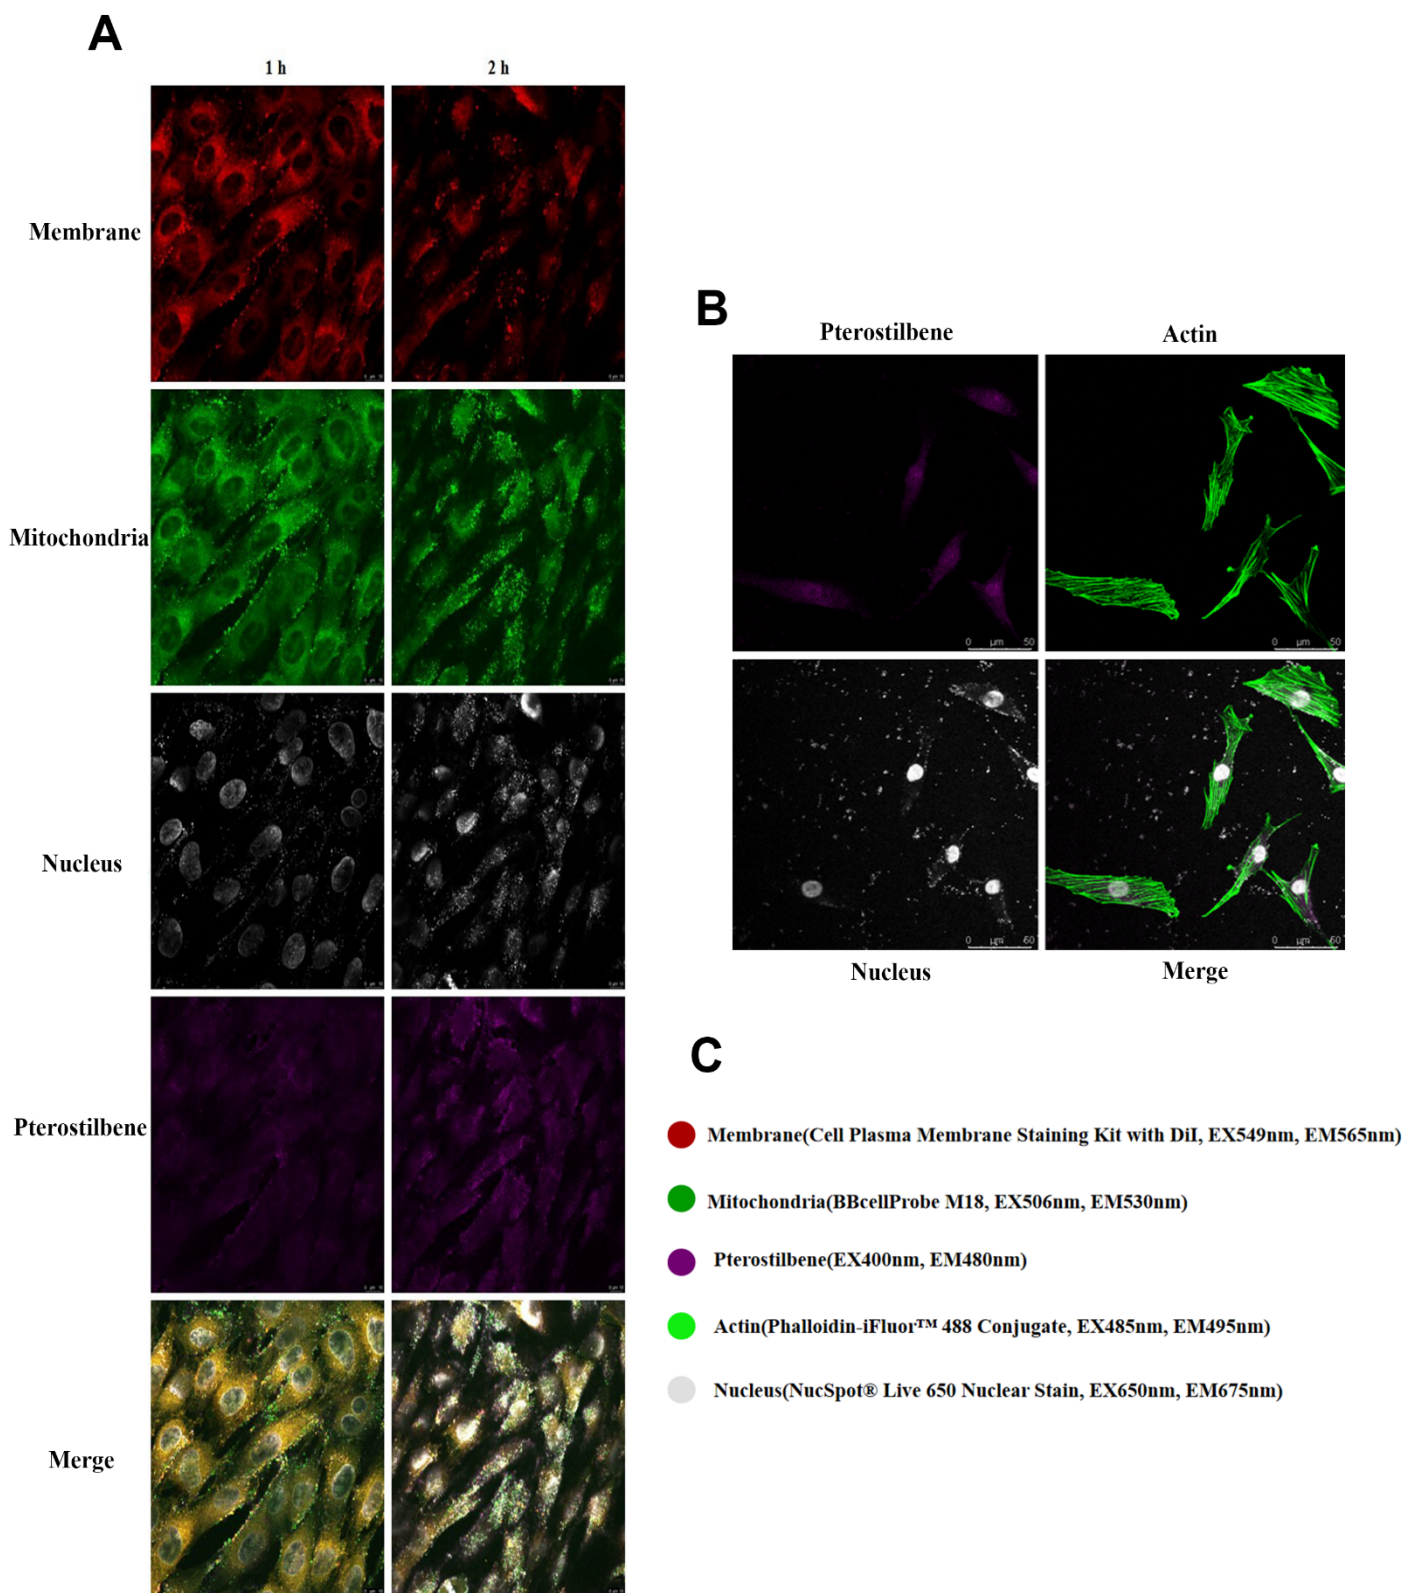 A
1 h 2 h
Membrane
Mitochondria
Nucleus
Pterostilbene
Merge
B
Pterostilbene Actin
0 µm 50
0 µm 50
0 µm 50
0 µm 50
Nucleus Merge
C
Membrane(Cell Plasma Membrane Staining Kit with DiI, EX549nm, EM565nm)
Mitochondria(BBcellProbe M18, EX506nm, EM530nm)
Pterostilbene(EX400nm, EM480nm)
Actin(Phalloidin-iFluor™ 488 Conjugate, EX485nm, EM495nm)
Nucleus(NucSpot® Live 650 Nuclear Stain, EX650nm, EM675nm)